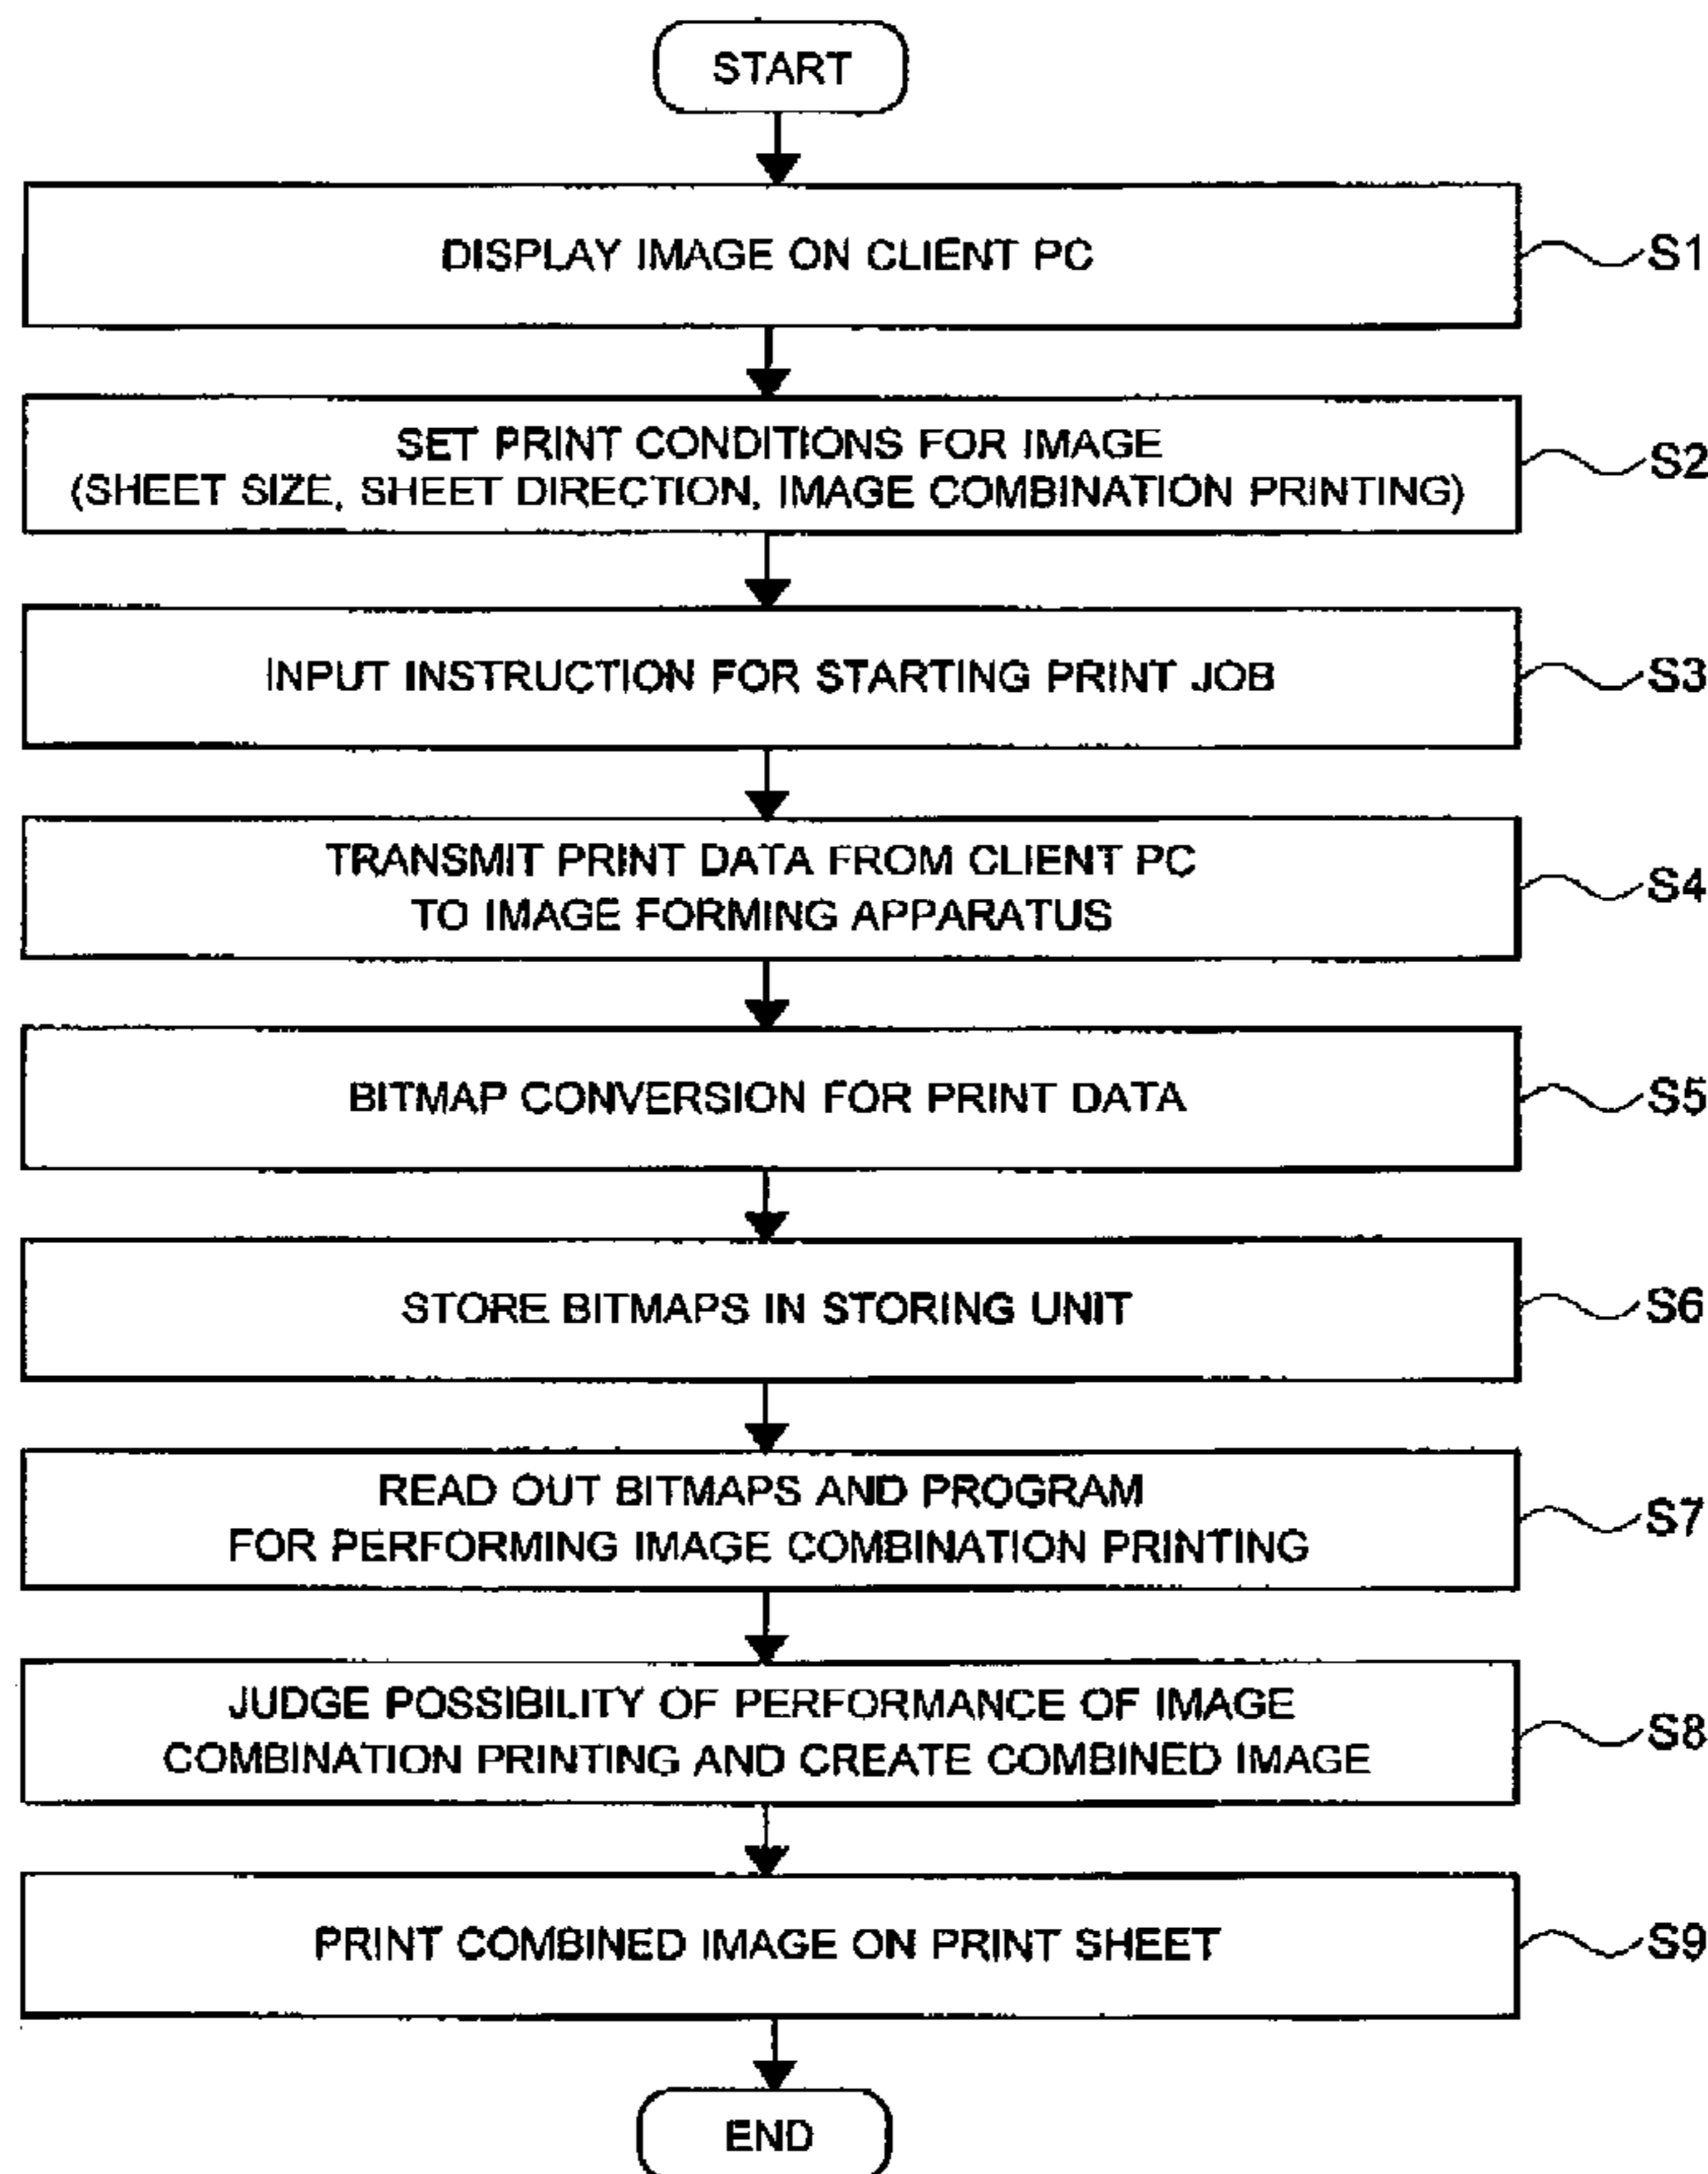 START
DISPLAY IMAGE ON CLIENT PC
S1
SET PRINT CONDITIONS FOR IMAGE
(SHEET SIZE, SHEET DIRECTION, IMAGE COMBINATION PRINTING)
S2
INPUT INSTRUCTION FOR STARTING PRINT JOB
S3
TRANSMIT PRINT DATA FROM CLIENT PC
TO IMAGE FORMING APPARATUS
S4
BITMAP CONVERSION FOR PRINT DATA
S5
STORE BITMAPS IN STORING UNIT
S6
READ OUT BITMAPS AND PROGRAM
FOR PERFORMING IMAGE COMBINATION PRINTING
S7
JUDGE POSSIBILITY OF PERFORMANCE OF IMAGE
COMBINATION PRINTING AND CREATE COMBINED IMAGE
S8
PRINT COMBINED IMAGE ON PRINT SHEET
S9
END